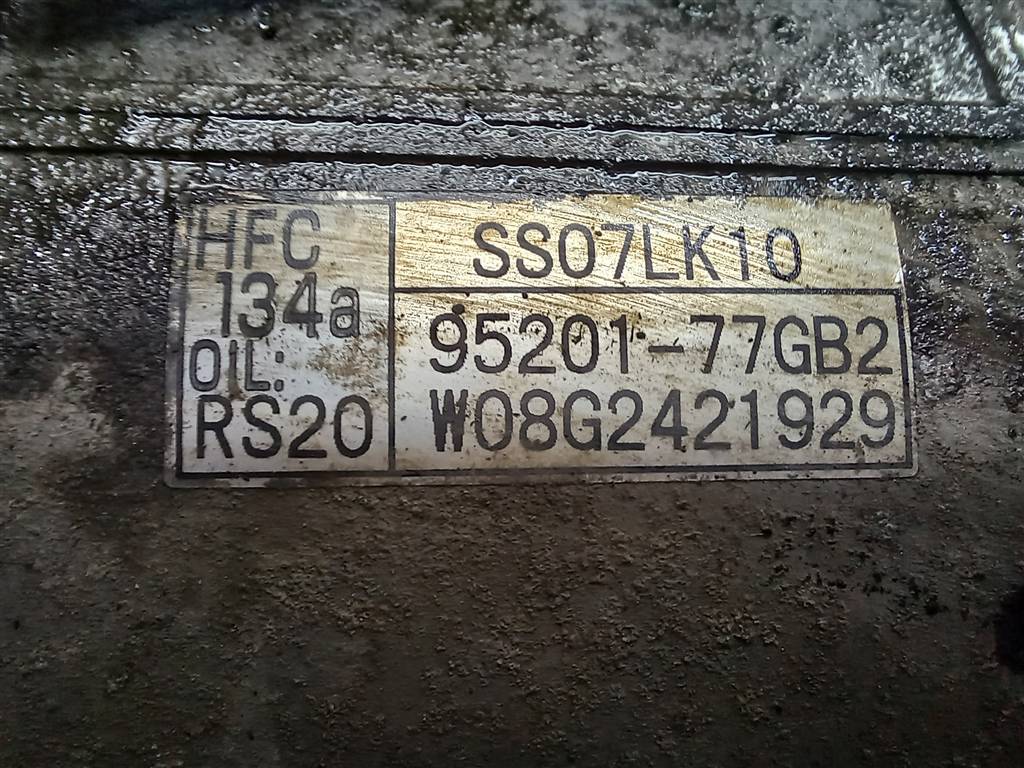 HFC
134a
OIL:
RS20
SS07LK10
95201-77GB2
W08G2421929